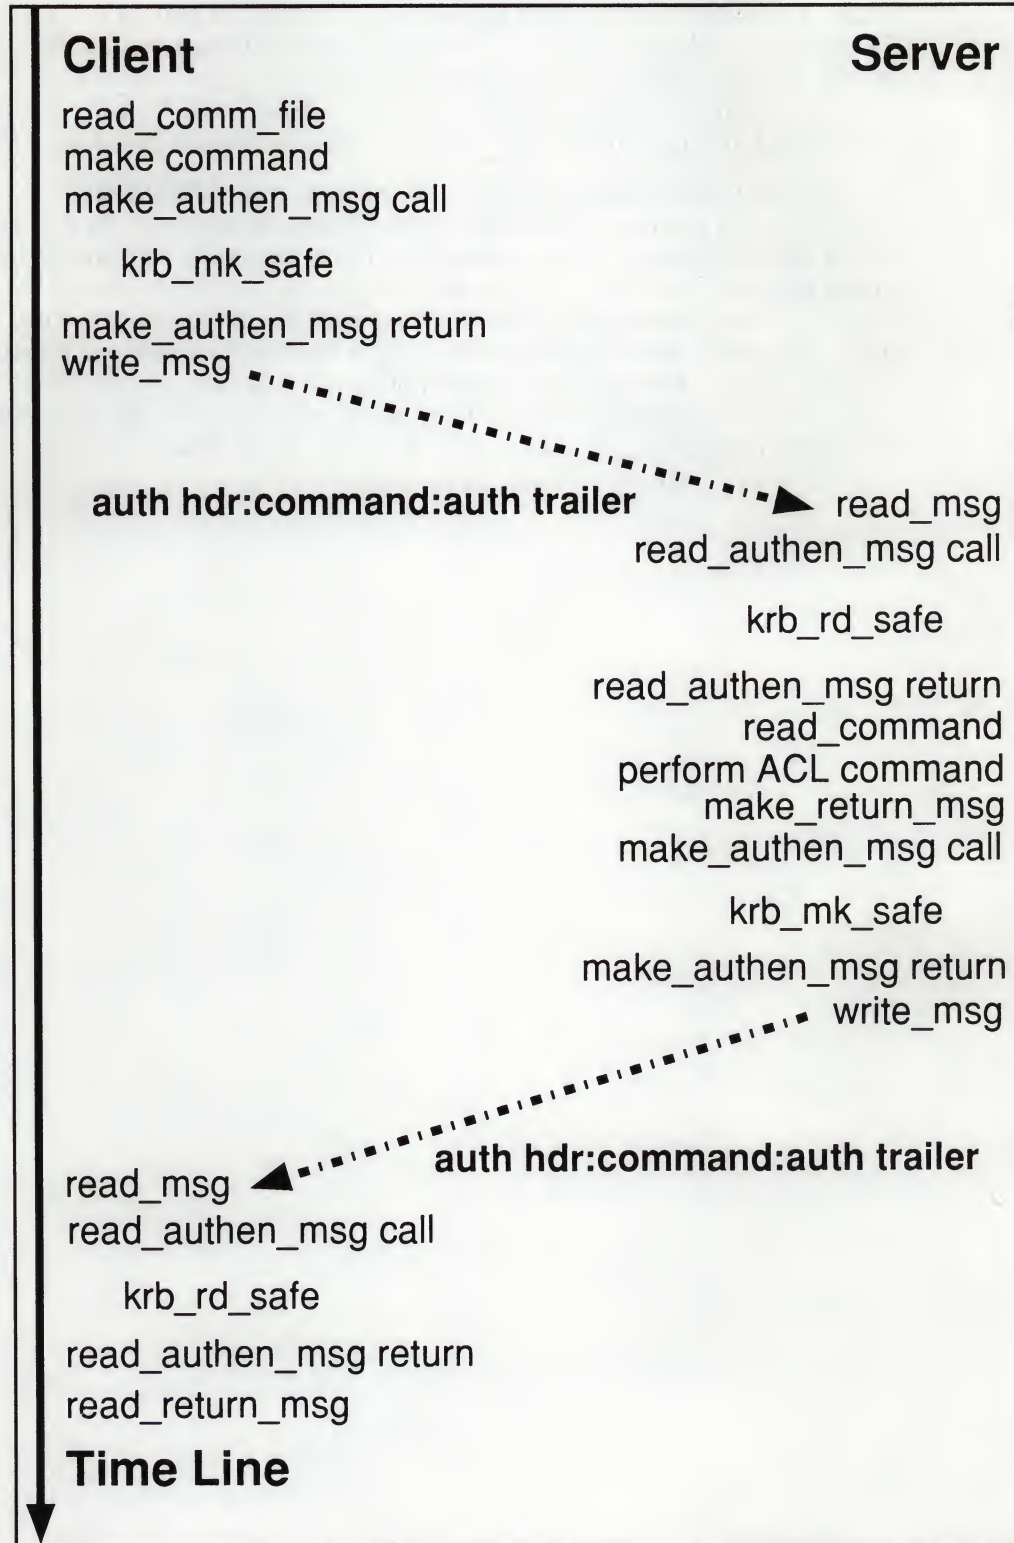 Client
Server
read_comm_file
make command
make_authen_msg call
krb_mk_safe
make_authen_msg return
write_msg
auth hdr:command:auth trailer
read_msg
read_authen_msg call
krb_rd_safe
read_authen_msg return
read_command
perform ACL command
make_return_msg
make_authen_msg call
krb_mk_safe
make_authen_msg return
write_msg
auth hdr:command:auth trailer
read_msg
read_authen_msg call
krb_rd_safe
read_authen_msg return
read_return_msg
Time Line